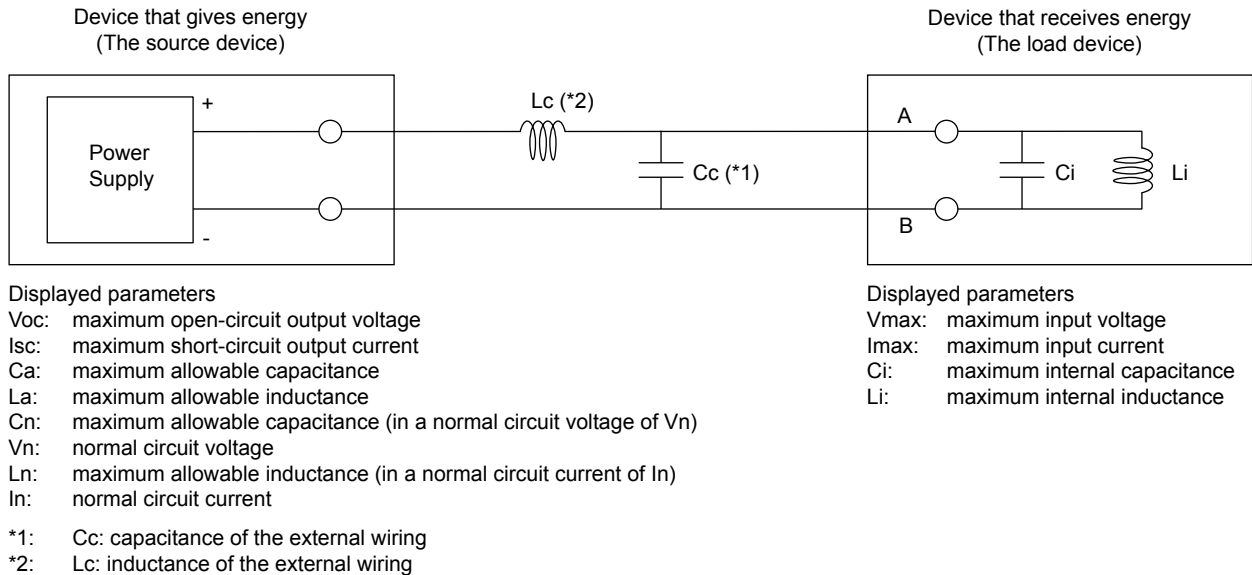 Device that gives energy
(The source device)
Device that receives energy
(The load device)
Power
Supply
+
-
Lc (*2)
Cc (*1)
A
B
Ci
Li
Displayed parameters
Voc: maximum open-circuit output voltage
Isc: maximum short-circuit output current
Ca: maximum allowable capacitance
La: maximum allowable inductance
Cn: maximum allowable capacitance (in a normal circuit voltage of Vn)
Vn: normal circuit voltage
Ln: maximum allowable inductance (in a normal circuit current of In)
In: normal circuit current
*1: Cc: capacitance of the external wiring
*2: Lc: inductance of the external wiring
Displayed parameters
Vmax: maximum input voltage
Imax: maximum input current
Ci: maximum internal capacitance
Li: maximum internal inductance